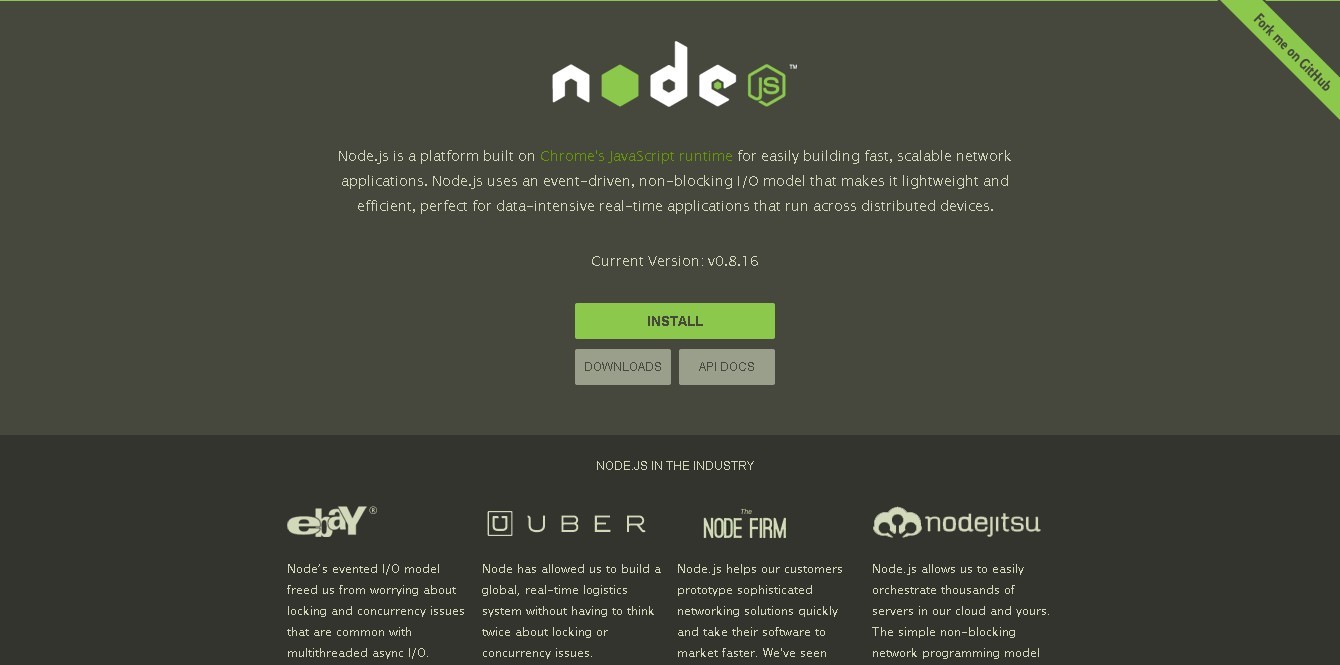 Fork me on GitHub
node JS ™
Node.js is a platform built on Chrome's JavaScript runtime for easily building fast, scalable network
applications. Node.js uses an event-driven, non-blocking I/O model that makes it lightweight and
efficient, perfect for data-intensive real-time applications that run across distributed devices.
Current Version: v0.8.16
INSTALL
DOWNLOADS
API DOCS
NODE.JS IN THE INDUSTRY
ebaY®
Node's evented I/O model
freed us from worrying about
locking and concurrency issues
that are common with
multithreaded async I/O.
U UBER
Node has allowed us to build a
global, real-time logistics
system without having to think
twice about locking or
concurrency issues.
The
NODE FIRM
Node.js helps our customers
prototype sophisticated
networking solutions quickly
and take their software to
market faster. We've seen
nodejitsu
Node.js allows us to easily
orchestrate thousands of
servers in our cloud and yours.
The simple non-blocking
network programming model